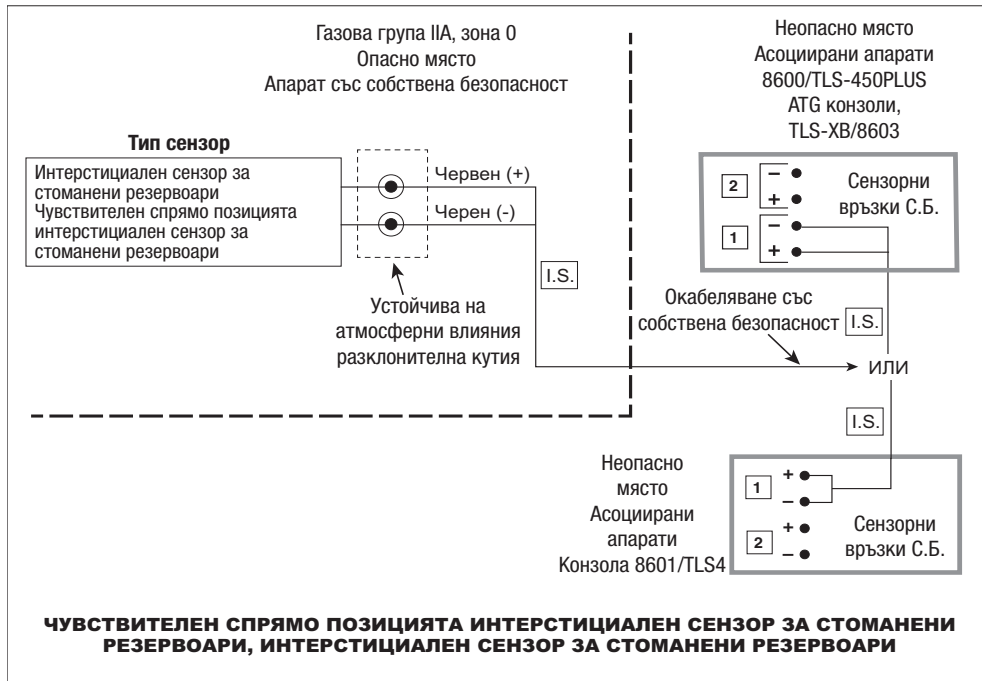 Газова група IIA, зона 0
Опасно място
Апарат със собствена безопасност
Неопасно място
Асоциирани апарати
8600/TLS-450PLUS
ATG конзоли,
TLS-XB/8603
Тип сензор
Интерстициален сензор за
стоманени резервоари
Чувствителен спрямо позицията
интерстициален сензор за
стоманени резервоари
Червен (+)
Черен (-)
I.S.
Устойчива на
атмосферни влияния
разклонителна кутия
2
–
+
1
–
+
Сензорни
връзки С.Б.
Окабеляване със
собствена безопасност
I.S.
ИЛИ
I.S.
Неопасно
място
Асоциирани
апарати
Конзола 8601/TLS4
1
+
–
2
+
–
Сензорни
връзки С.Б.
ЧУВСТВИТЕЛЕН СПРЯМО ПОЗИЦИЯТА ИНТЕРСТИЦИАЛЕН СЕНЗОР ЗА СТОМАНЕНИ
РЕЗЕРВОАРИ, ИНТЕРСТИЦИАЛЕН СЕНЗОР ЗА СТОМАНЕНИ РЕЗЕРВОАРИ